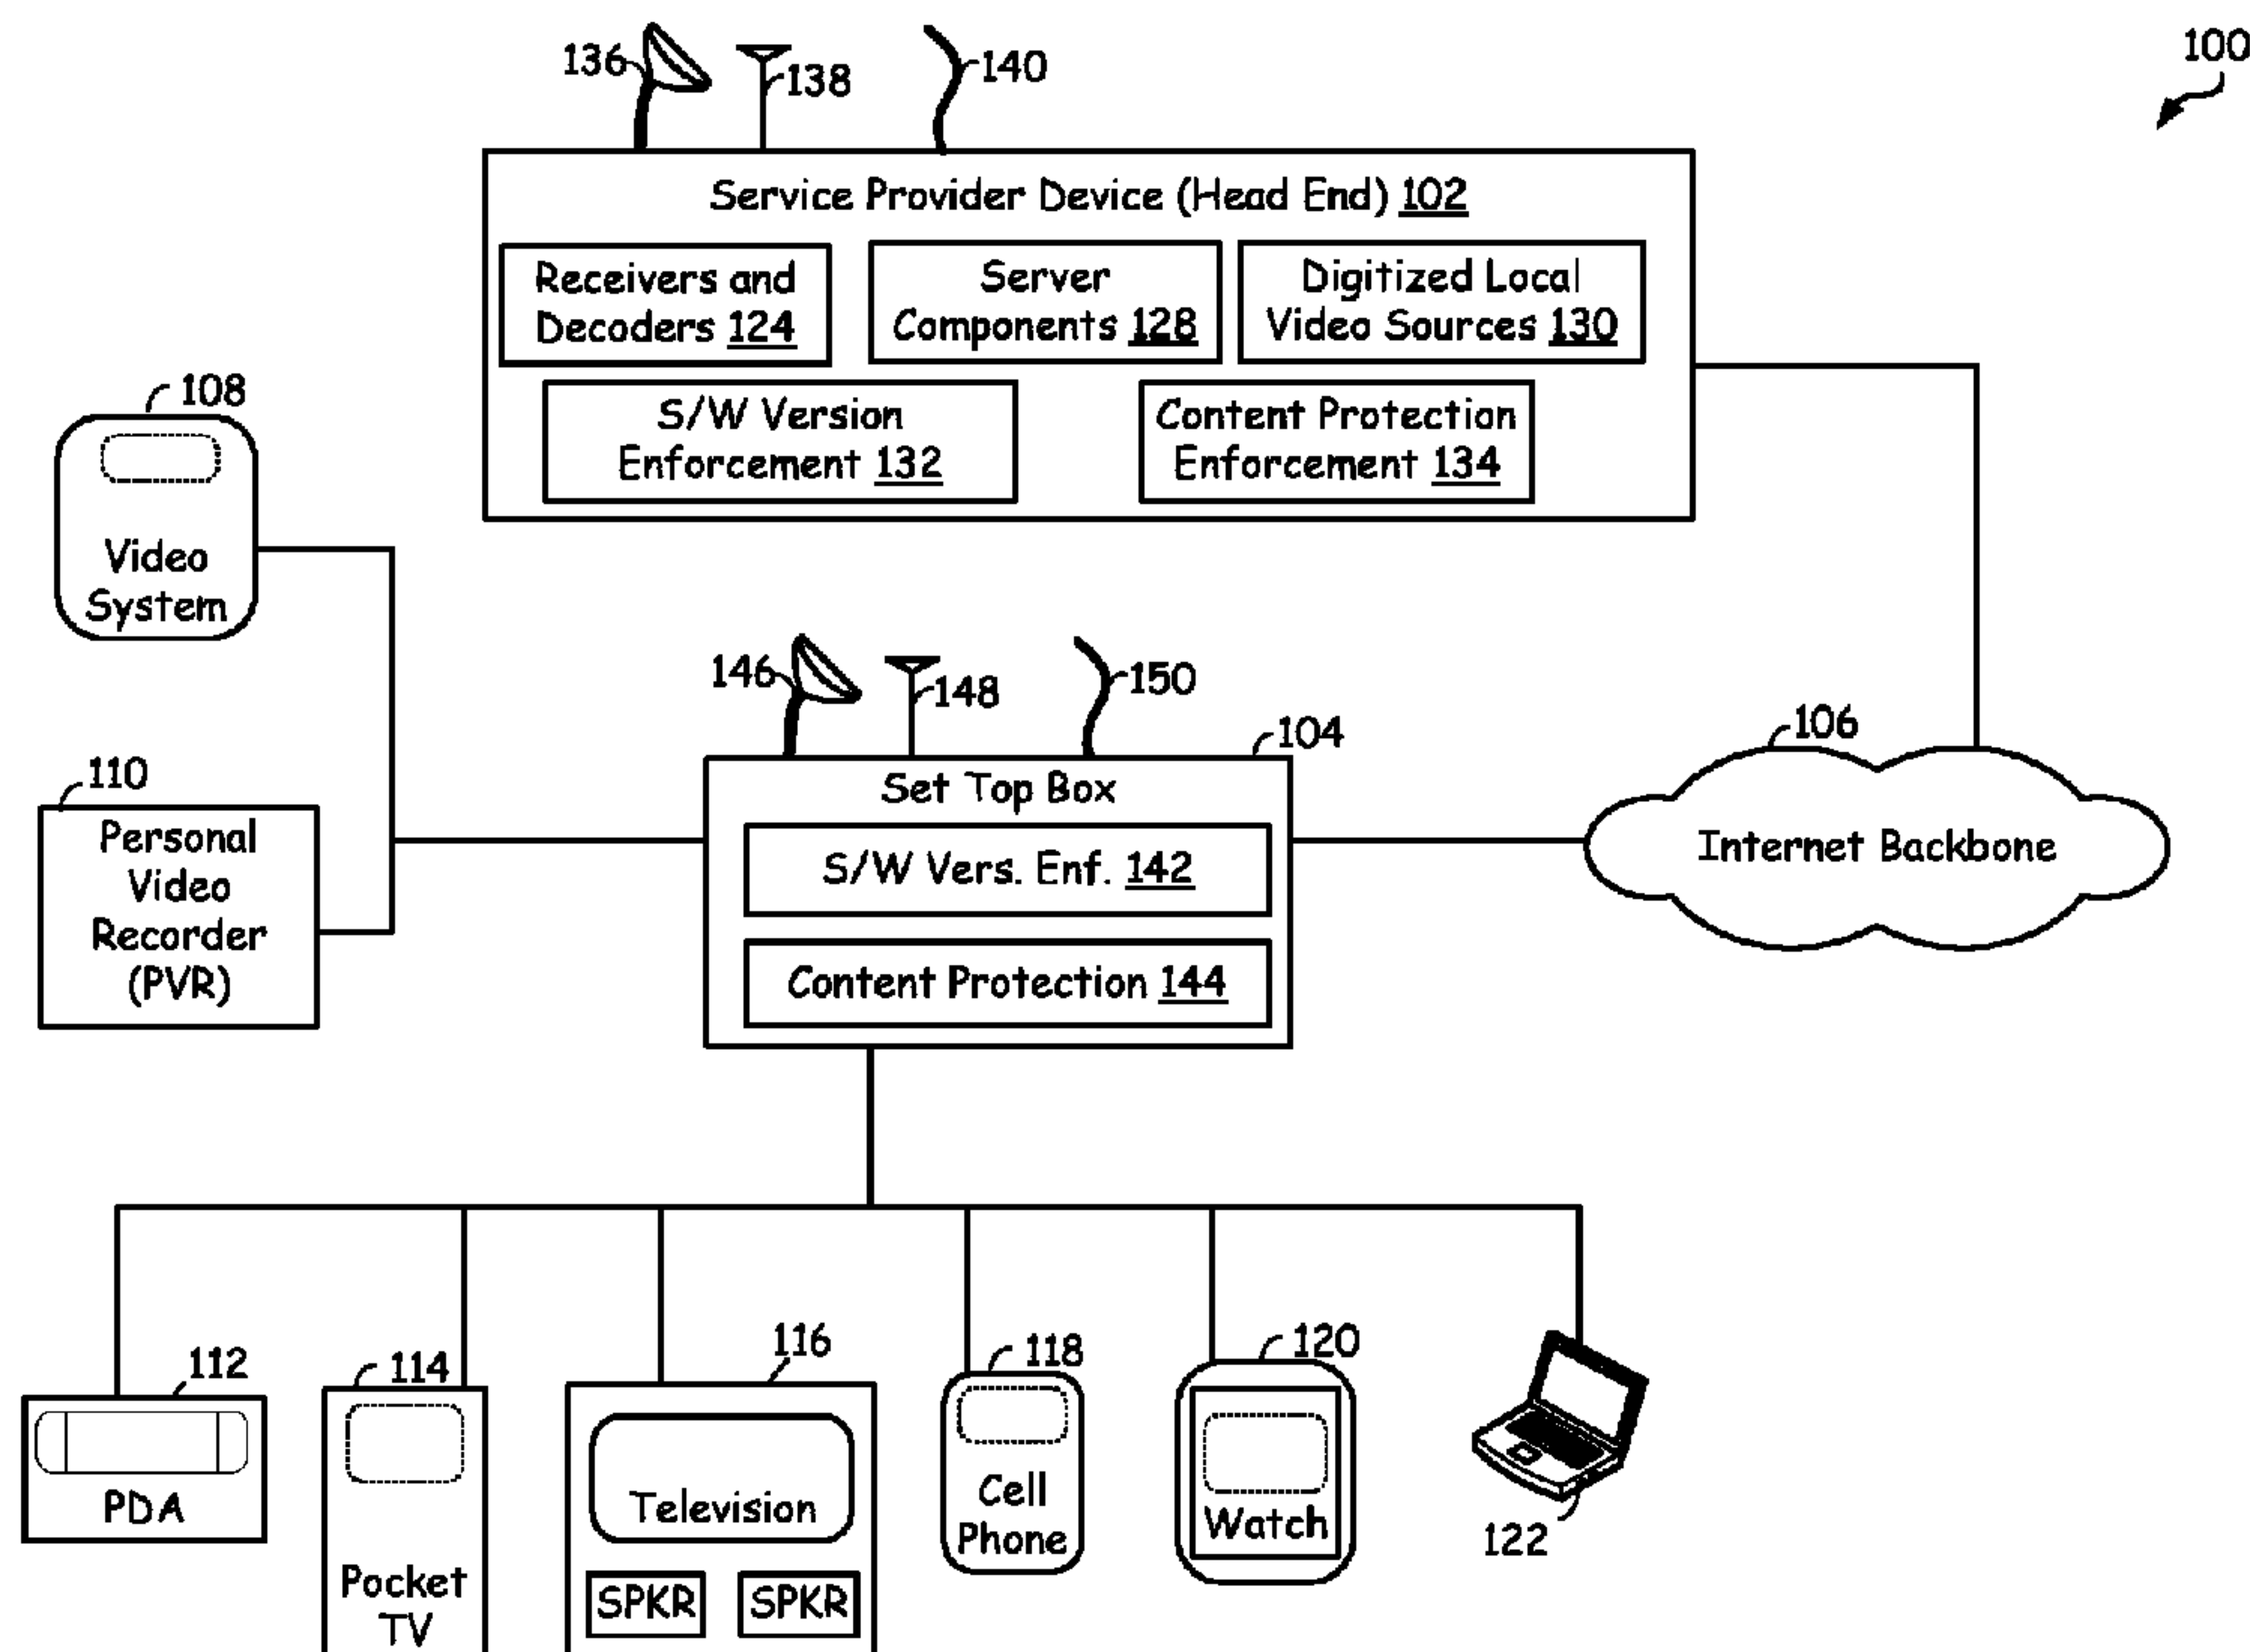 100
136
138
140
Service Provider Device (Head End) 102
Receivers and
Decoders 124
Server
Components 128
Digitized Local
Video Sources 130
S/W Version
Enforcement 132
Content Protection
Enforcement 134
108
Video
System
146
148
150
104
106
110
Personal
Video
Recorder
(PVR)
Set Top Box
S/W Vers. Enf. 142
Content Protection 144
Internet Backbone
112
PDA
114
Pocket
TV
116
Television
SPKR
SPKR
118
Cell
Phone
120
Watch
122